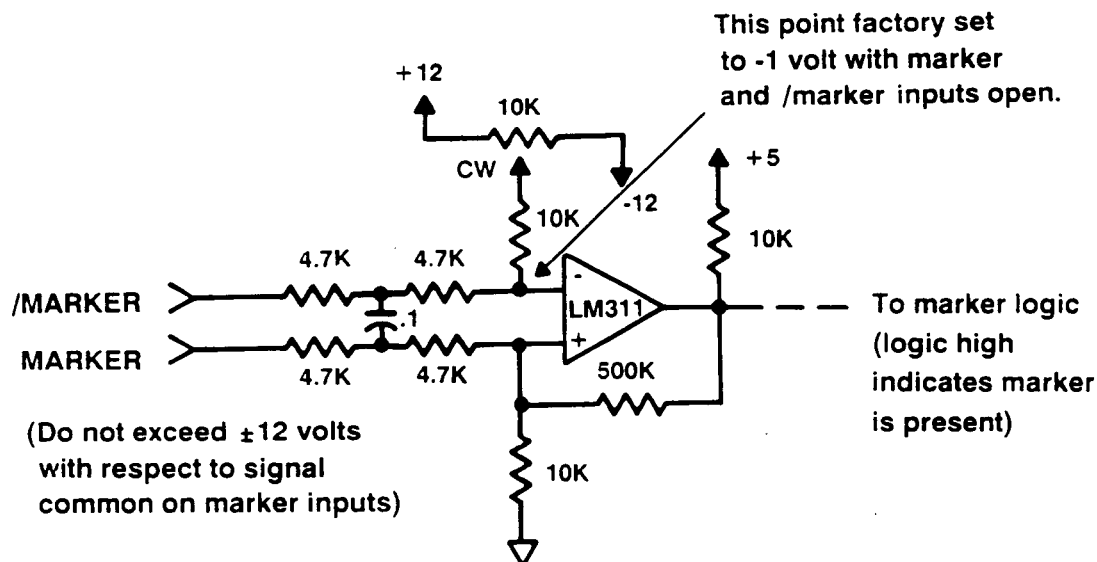 This point factory set
to -1 volt with marker
and /marker inputs open.
+12
10K
CW
-12
+5
10K
10K
4.7K
4.7K
/MARKER
-
LM311
To marker logic
(logic high
indicates marker
is present)
.1
MARKER
+
4.7K
4.7K
500K
(Do not exceed ±12 volts
with respect to signal
common on marker inputs)
10K